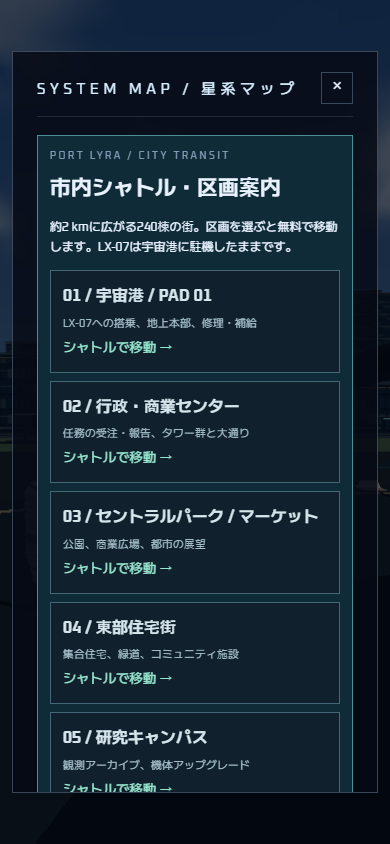 SYSTEM MAP / 星系マップ
×
PORT LYRA / CITY TRANSIT
市内シャトル・区画案内
約2 kmに広がる240棟の街。区画を選ぶと無料で移動
します。LX-07は宇宙港に駐機したままです。
01 / 宇宙港 / PAD 01
LX-07への搭乗、地上本部、修理・補給
シャトルで移動 →
02 / 行政・商業センター
任務の受注・報告、タワー群と大通り
シャトルで移動 →
03 / セントラルパーク / マーケット
公園、商業広場、都市の展望
シャトルで移動 →
04 / 東部住宅街
集合住宅、緑道、コミュニティ施設
シャトルで移動 →
05 / 研究キャンパス
観測アーカイブ、機体アップグレード
シャトルで移動 →